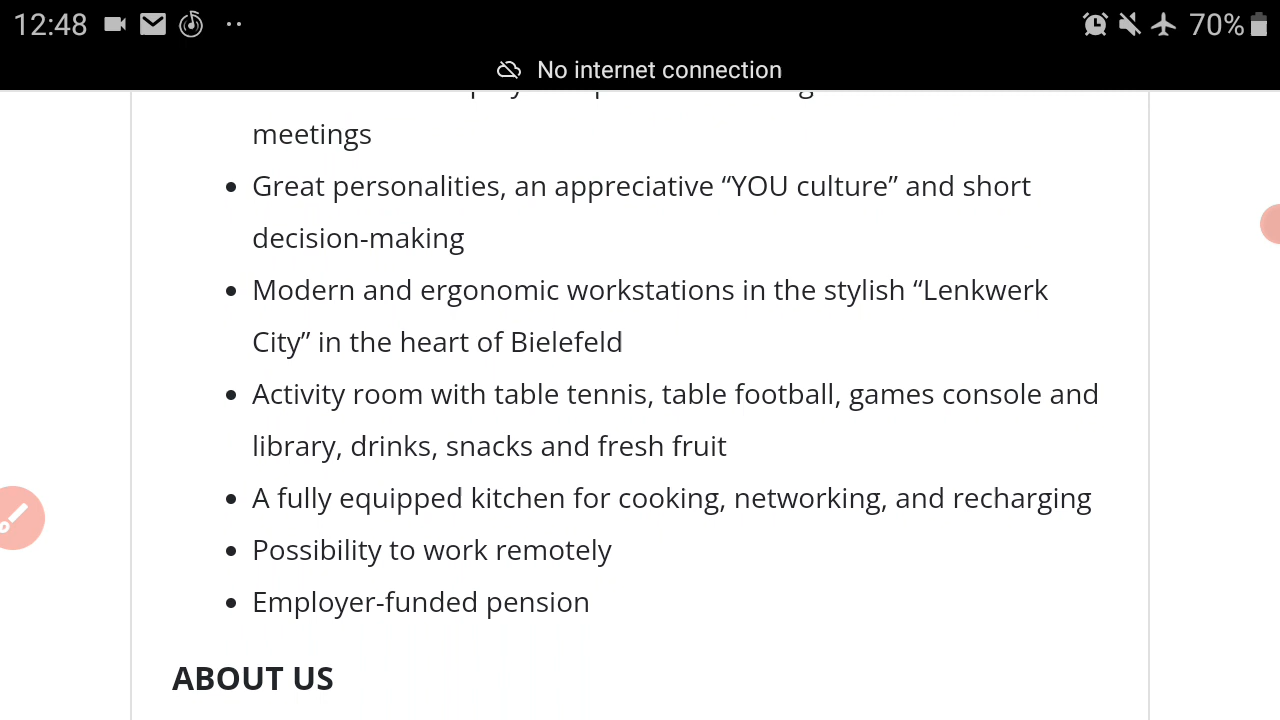 12:48 70%
No internet connection
meetings
• Great personalities, an appreciative “YOU culture” and short
decision-making
• Modern and ergonomic workstations in the stylish “Lenkwerk
City” in the heart of Bielefeld
• Activity room with table tennis, table football, games console and
library, drinks, snacks and fresh fruit
• A fully equipped kitchen for cooking, networking, and recharging
• Possibility to work remotely
• Employer-funded pension
ABOUT US